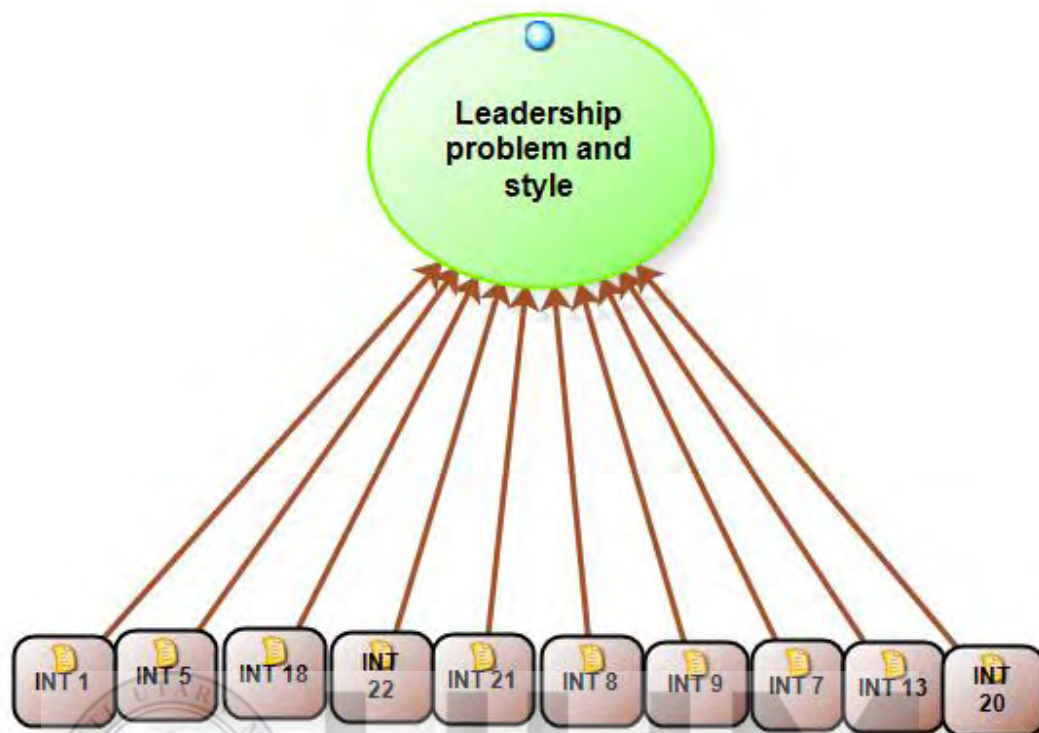 Leadership
problem and
style
INT 1
INT 5
INT 18
INT
22
INT 21
INT 8
INT 9
INT 7
INT 13
INT
20